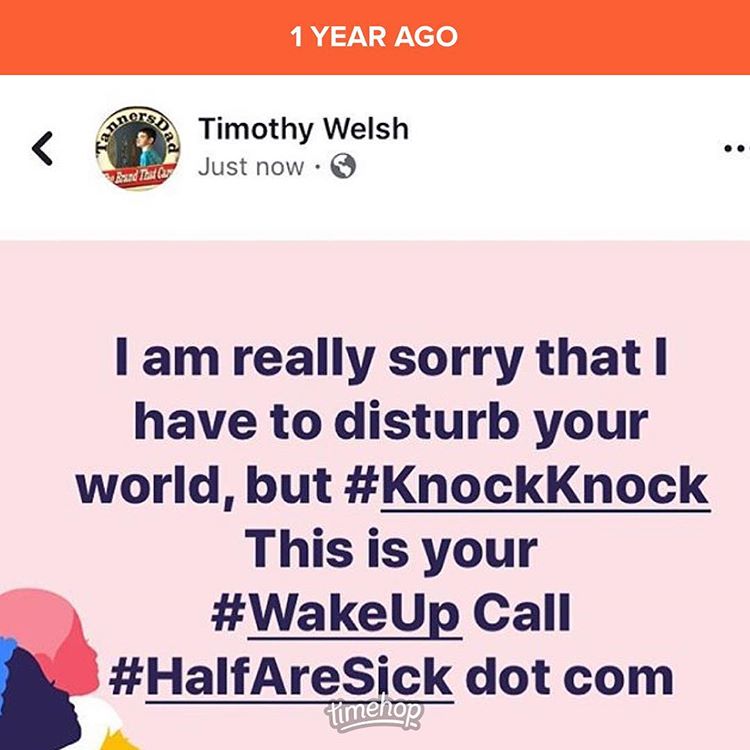 1 YEAR AGO
TannersDad
The Brand That Cares
Timothy Welsh
Just now ·
I am really sorry that I
have to disturb your
world, but #KnockKnock
This is your
#WakeUp Call
#HalfAreSick dot com
timehop